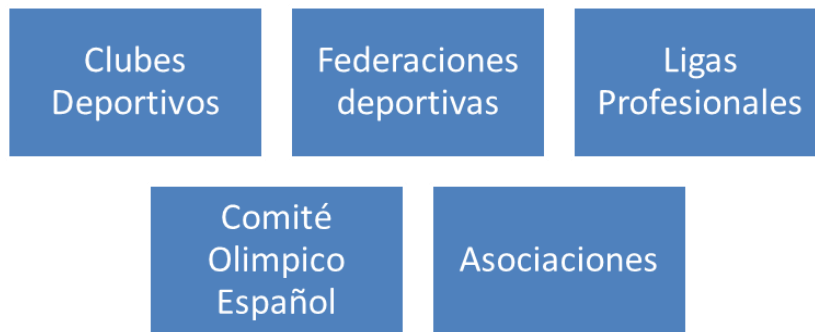 Clubes
Deportivos
Federaciones
deportivas
Ligas
Profesionales
Comité
Olimpico
Español
Asociaciones